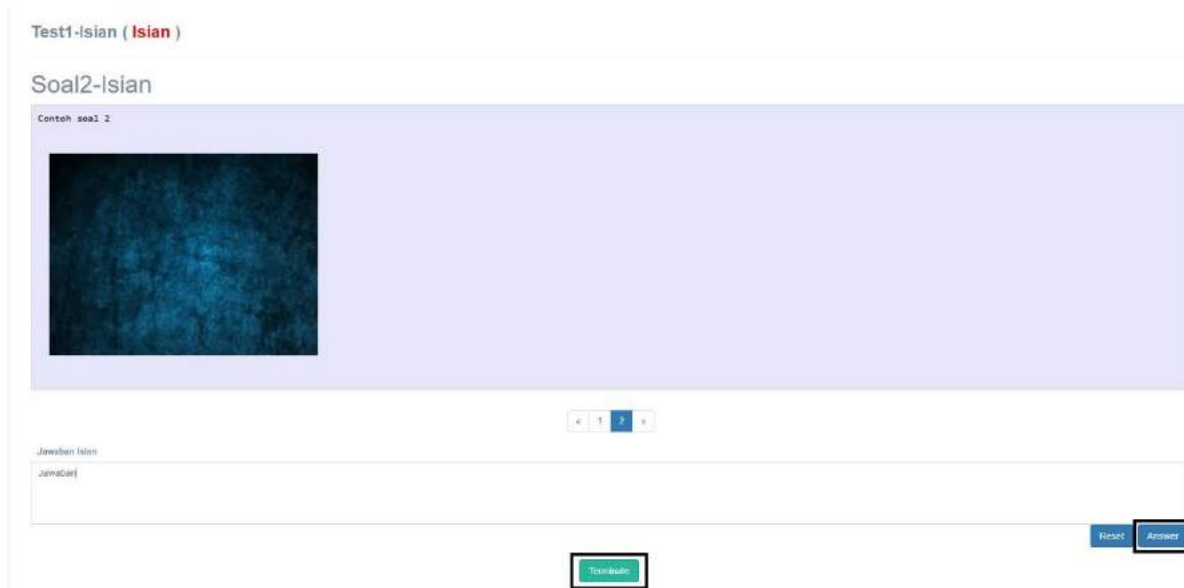 Test1-Isian ( Isian )
Soal2-Isian
Contoh soal 2
« 1 2 »
Jawaban Isian
Jawaban
Reset Answer
Terminate